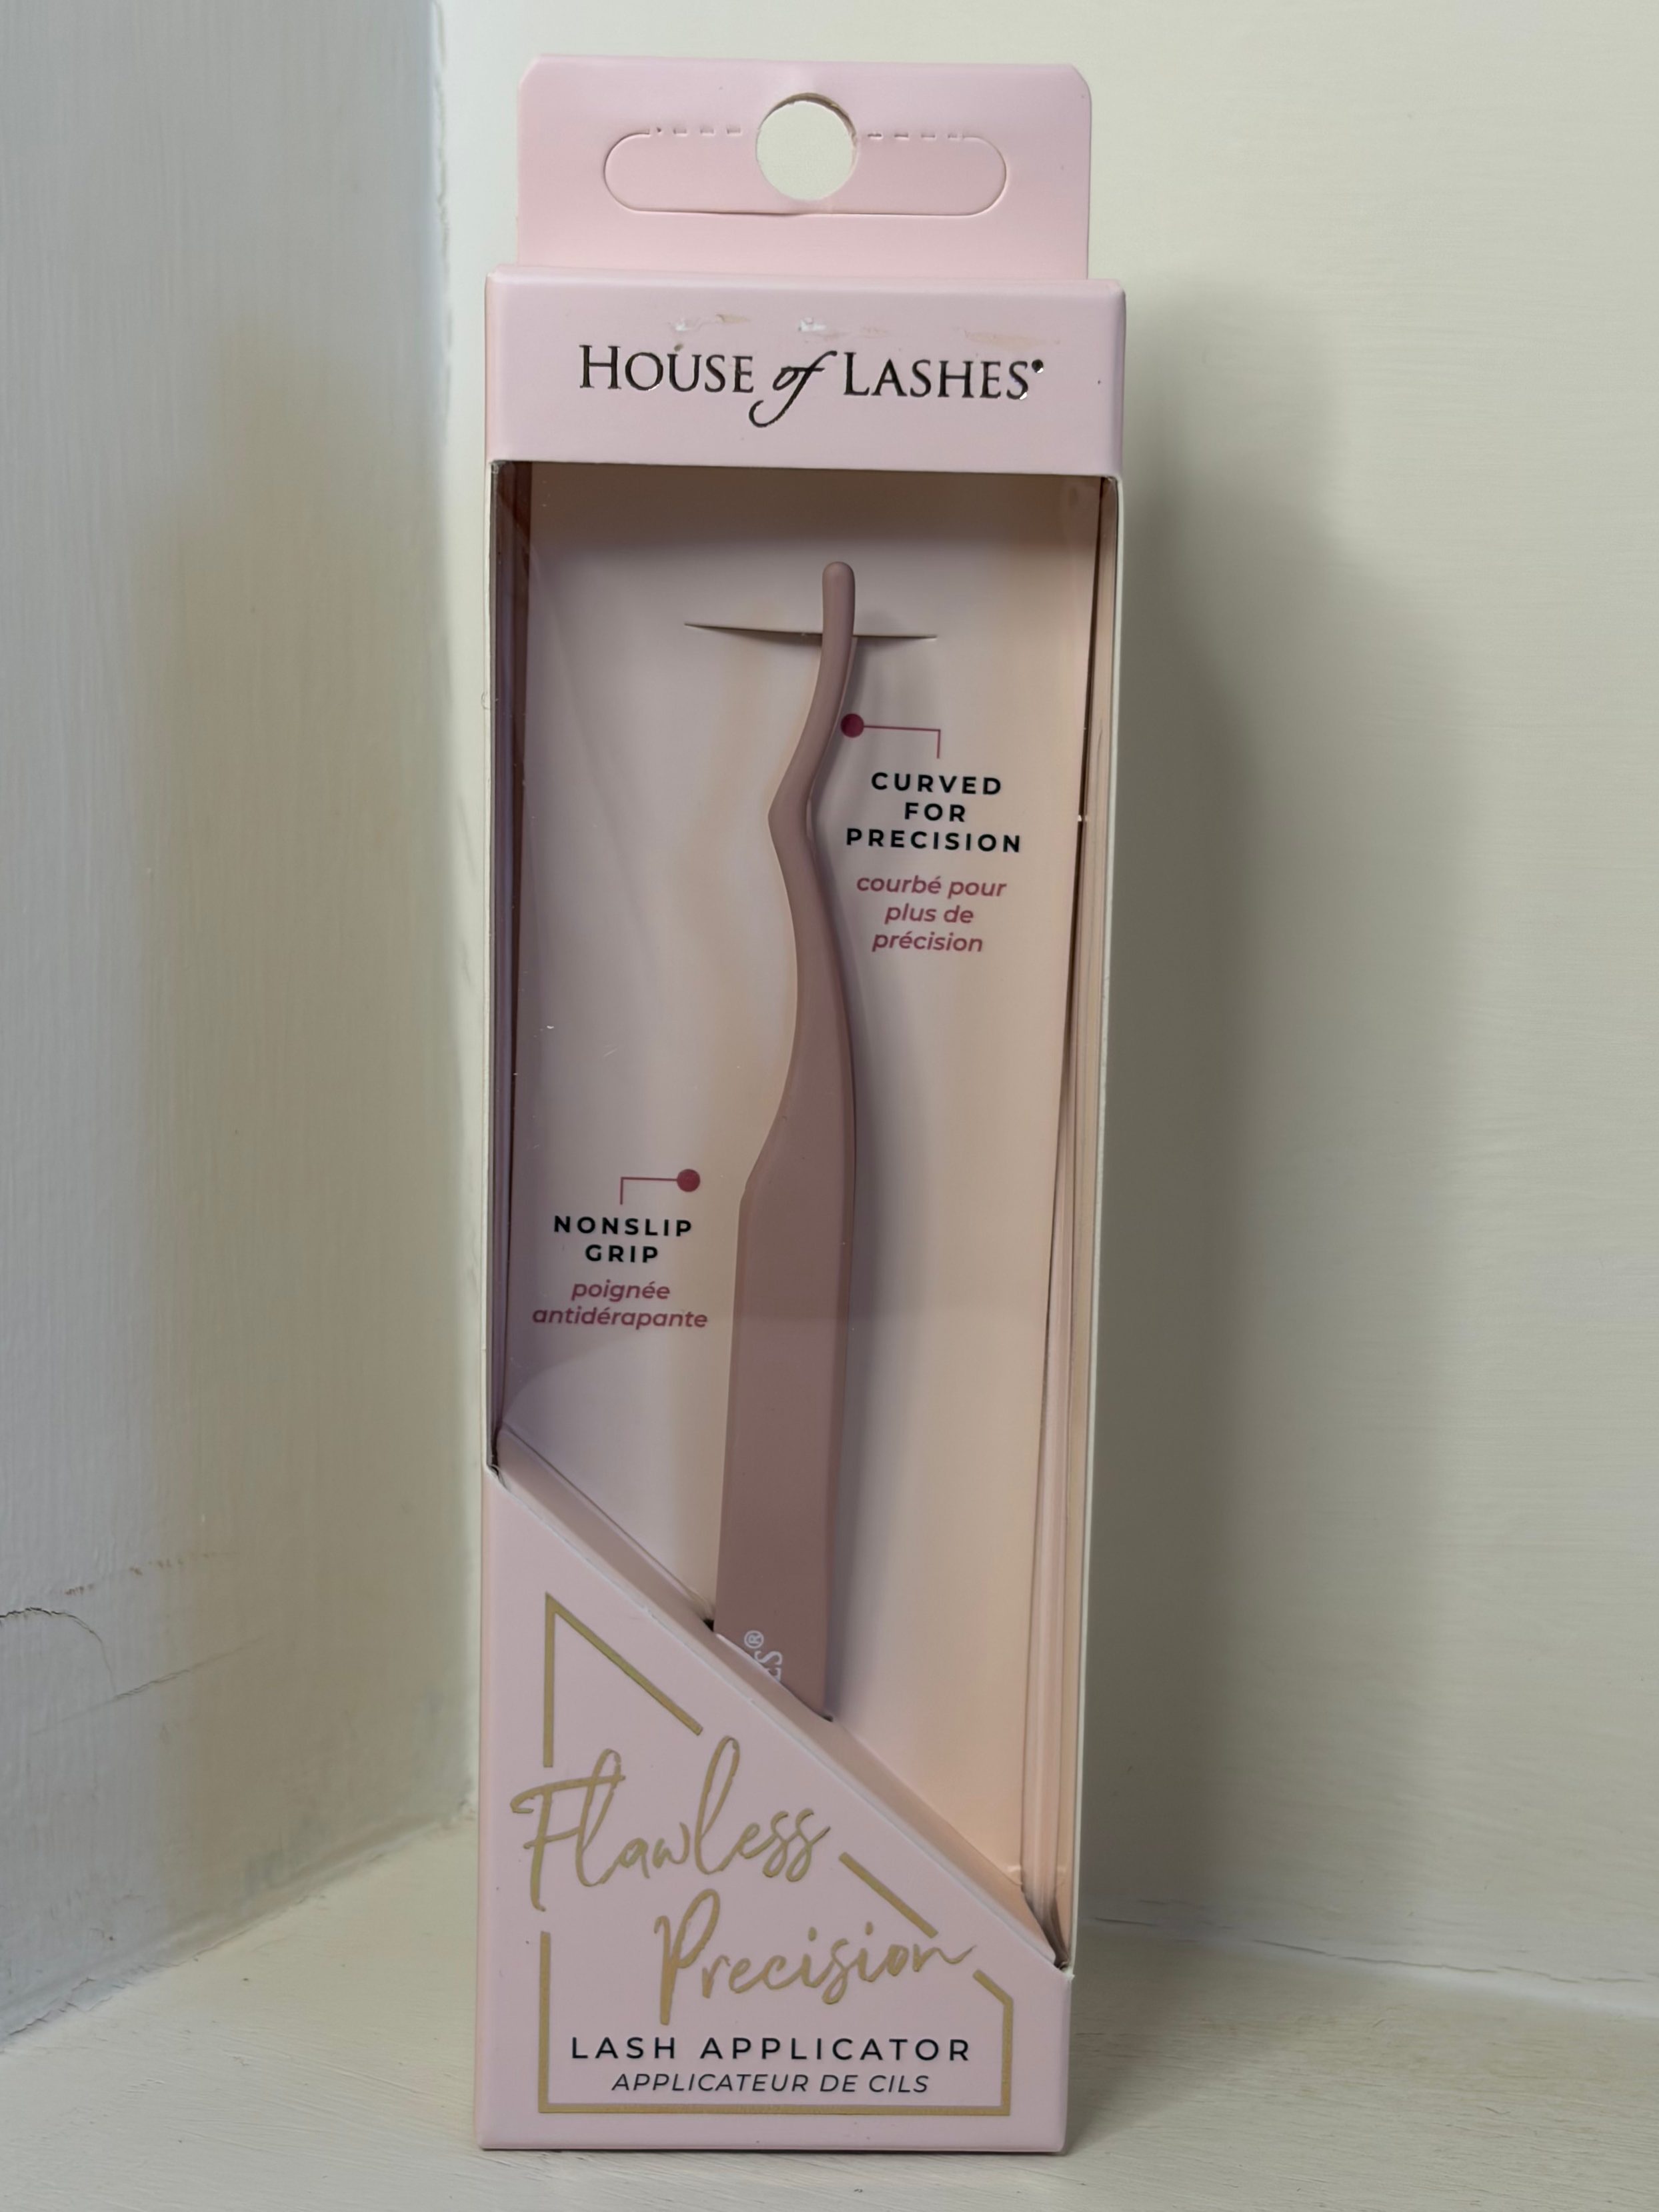 HOUSE of LASHES®
CURVED
FOR
PRECISION
courbé pour
plus de
précision
NONSLIP
GRIP
poignée
antidérapante
ES®
Flawless
Precision
LASH APPLICATOR
APPLICATEUR DE CILS